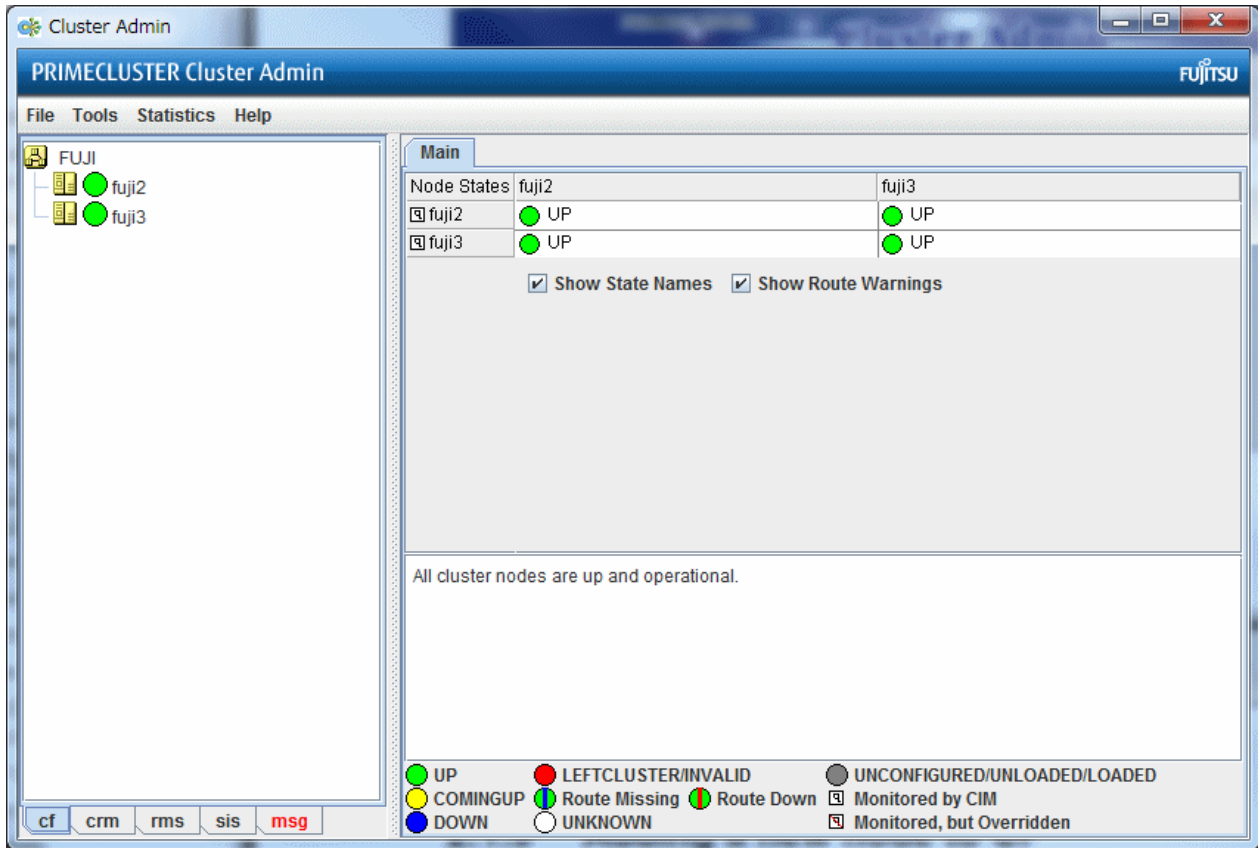 Cluster Admin
PRIMECLUSTER Cluster Admin
FUJITSU
File Tools Statistics Help
FUJI
fuji2
fuji3
Main
Node States fuji2 fuji3
fuji2 UP UP
fuji3 UP UP
Show State Names Show Route Warnings
All cluster nodes are up and operational.
UP LEFTCLUSTER/INVALID UNCONFIGURED/UNLOADED/LOADED
COMINGUP Route Missing Route Down Monitored by CIM
DOWN UNKNOWN Monitored, but Overridden
cf crm rms sis msg